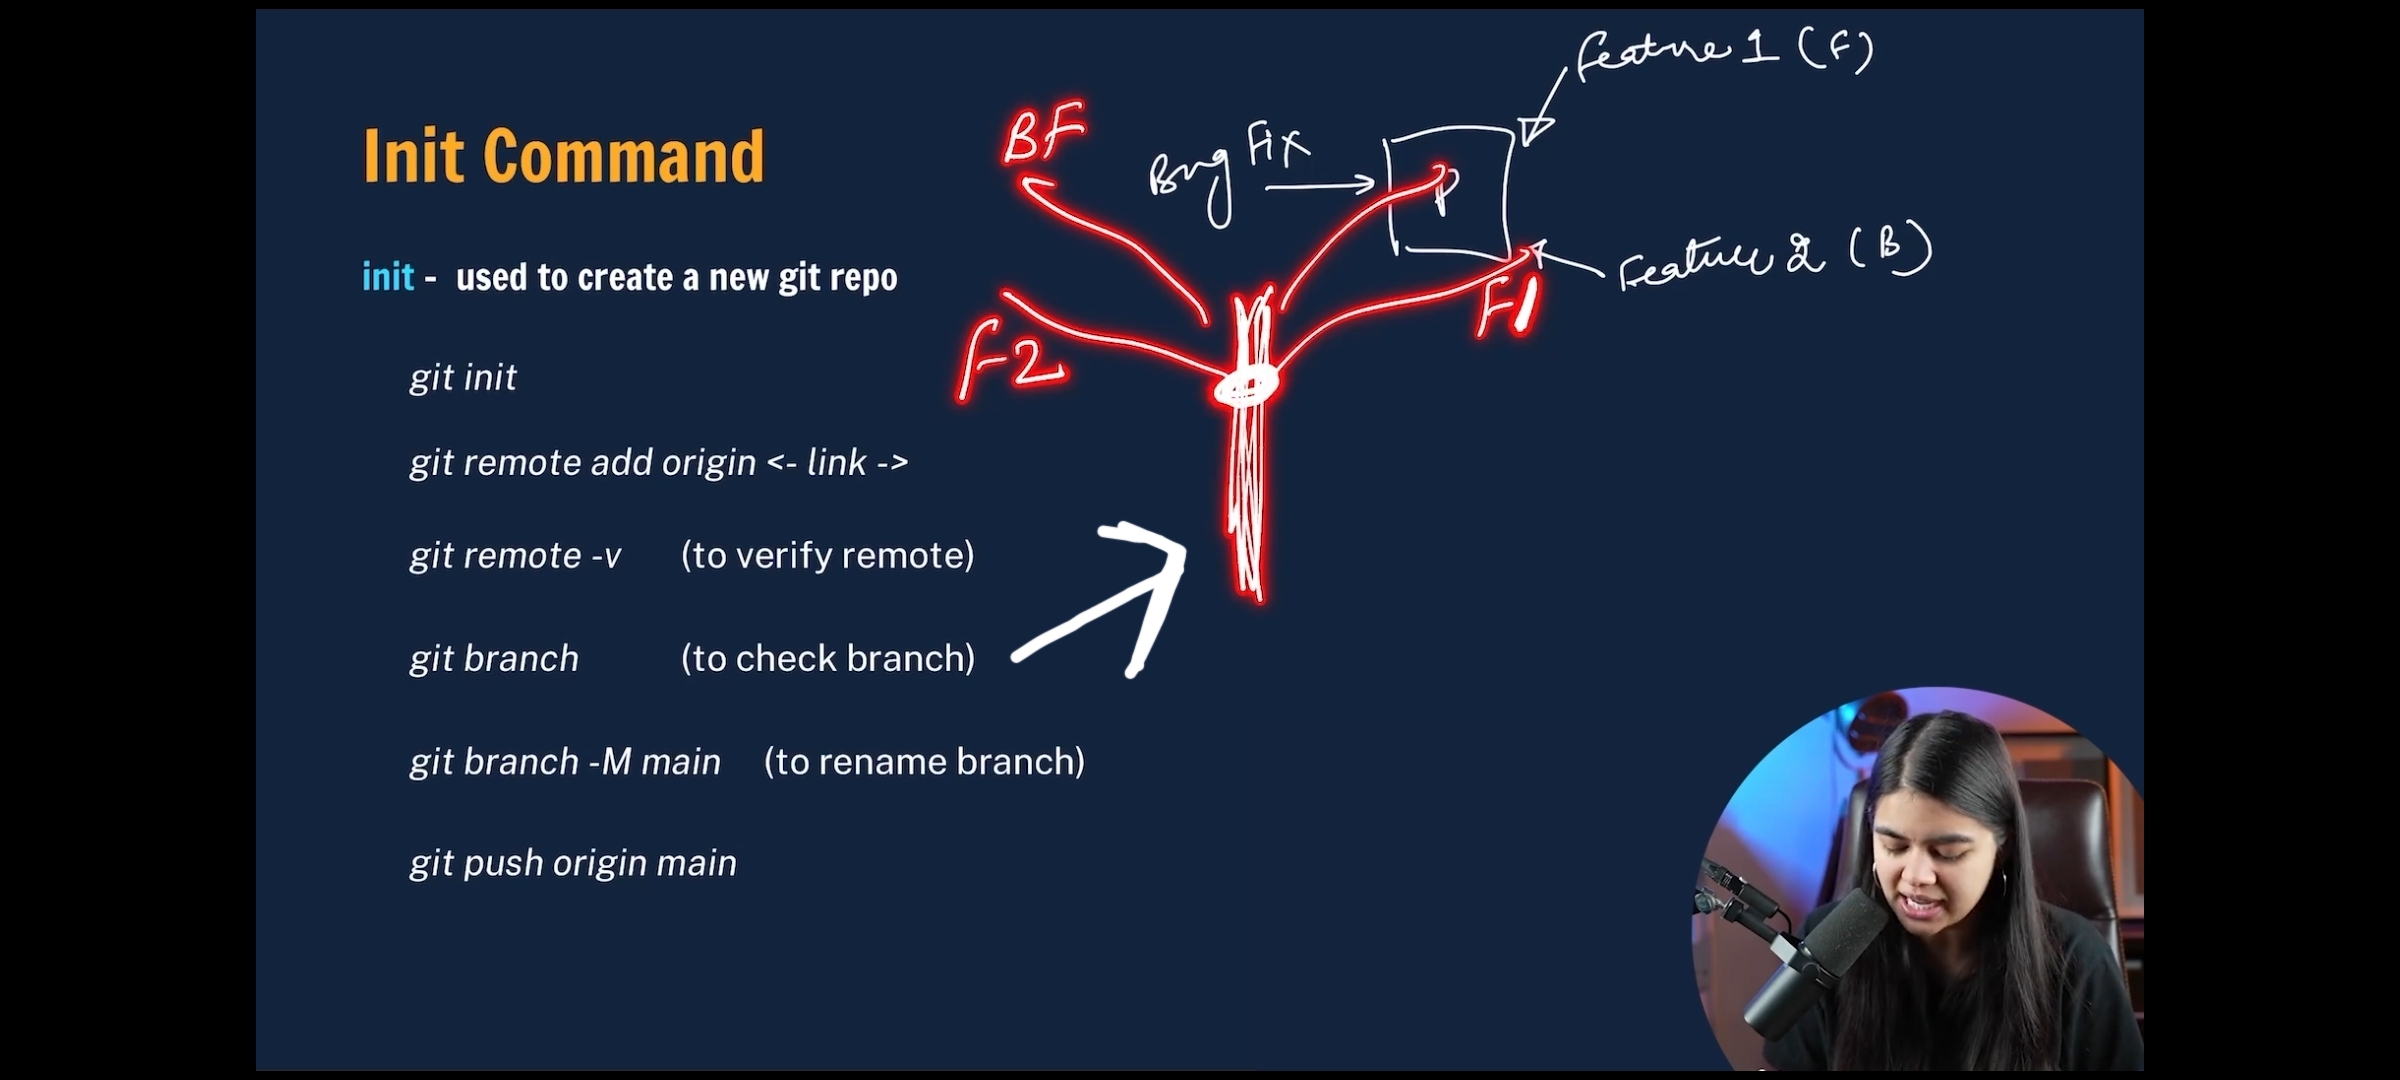 Feature 1 (F)
BF
Bug Fix
Init Command
P
Feature 2 (B)
init - used to create a new git repo
F1
F2
git init
git remote add origin <- link ->
git remote -v (to verify remote)
git branch (to check branch)
git branch -M main (to rename branch)
git push origin main